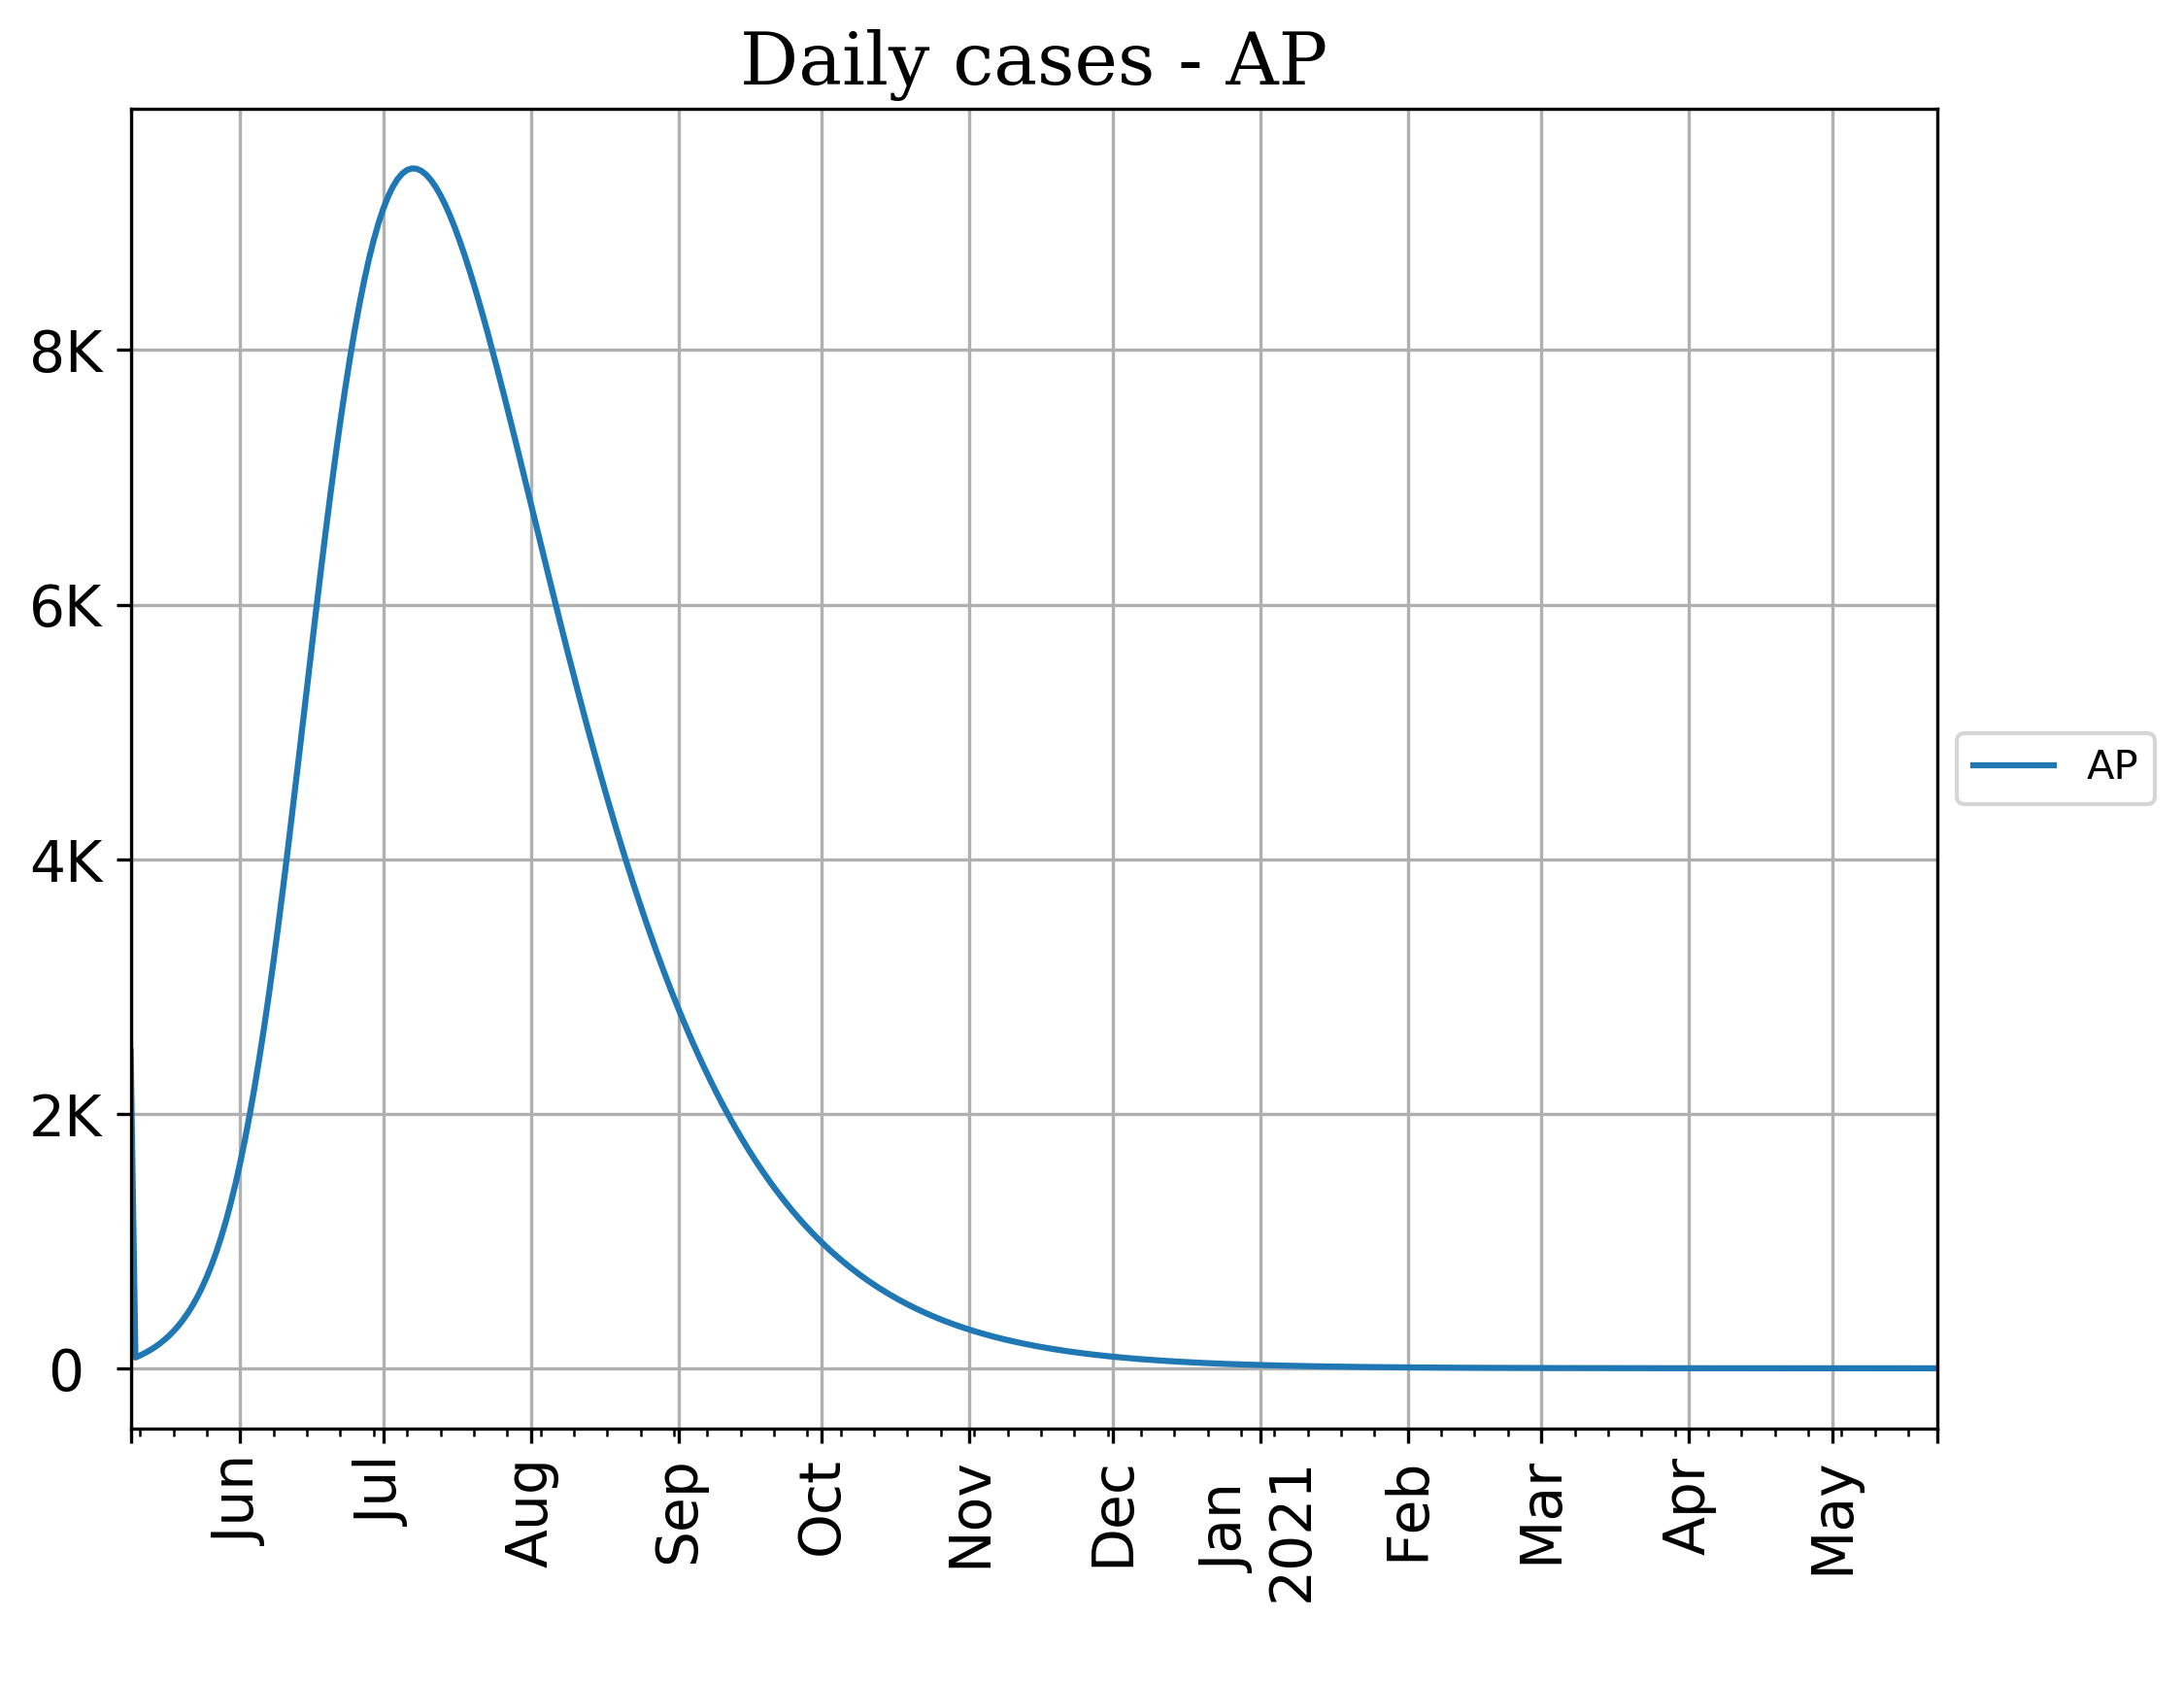 Daily cases - AP
8K
6K
4K
2K
0
AP
Jun
Jul
Aug
Sep
Oct
Nov
Dec
Jan
2021
Feb
Mar
Apr
May